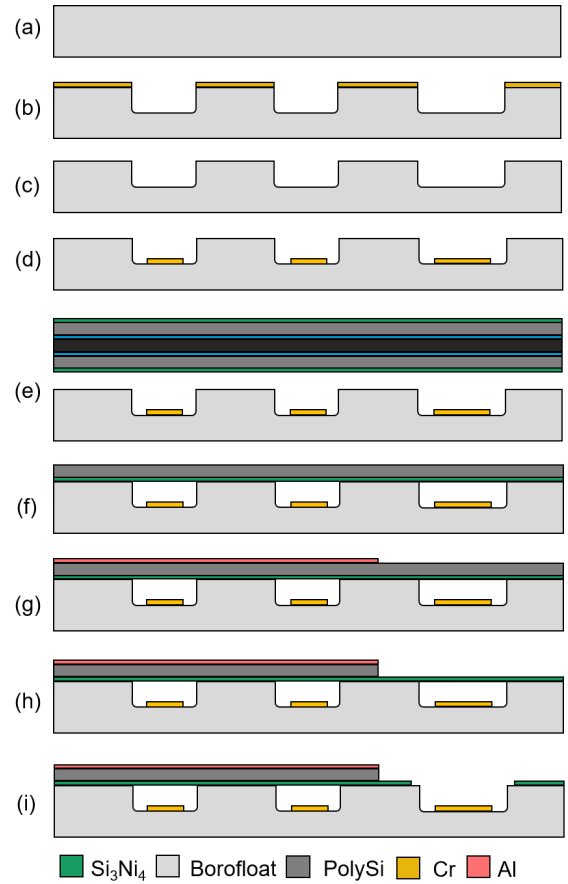 (a)
(b)
(c)
(d)
(e)
(f)
(g)
(h)
(i)
Si₃Ni₄ Borofloat PolySi Cr Al